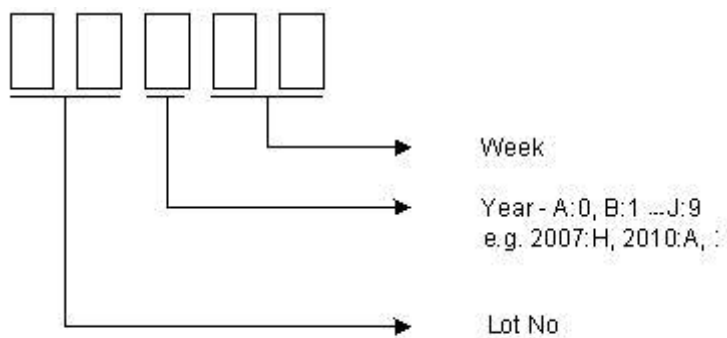 Week
Year - A:0, B:1 ...J:9
e.g. 2007:H, 2010:A, :
Lot No